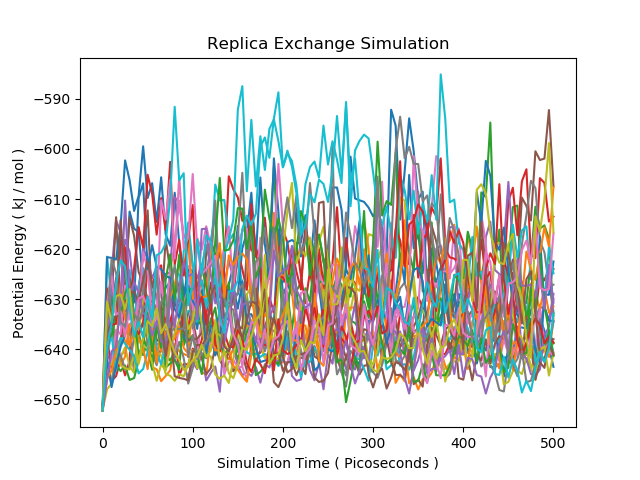 Replica Exchange Simulation
Potential Energy ( kJ / mol )
−590
−600
−610
−620
−630
−640
−650
0 100 200 300 400 500
Simulation Time ( Picoseconds )